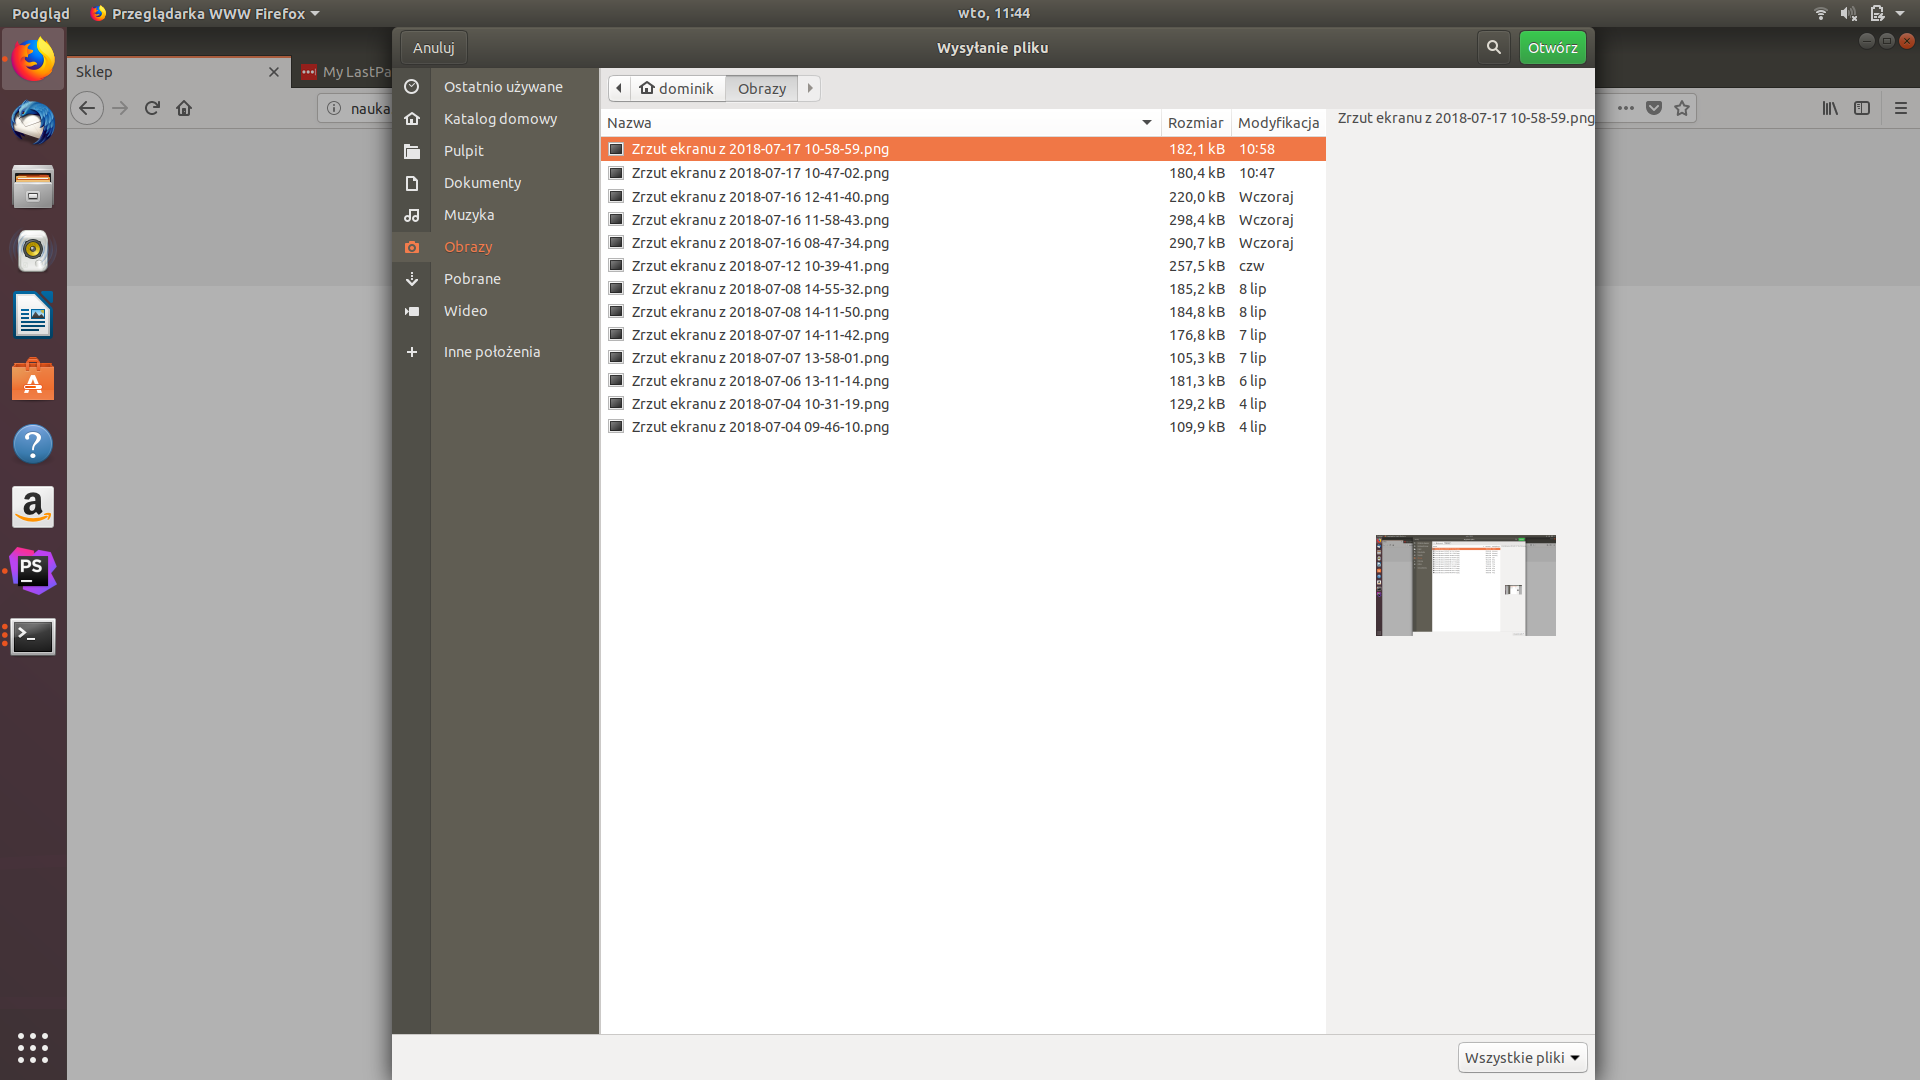 Podgląd Przeglądarka WWW Firefox wto, 11:44
Anuluj Wysyłanie pliku Otwórz
Sklep My LastPa
nauka
Ostatnio używane
Katalog domowy
Pulpit
Dokumenty
Muzyka
Obrazy
Pobrane
Wideo
Inne położenia
dominik Obrazy
Nazwa Rozmiar Modyfikacja
Zrzut ekranu z 2018-07-17 10-58-59.png 182,1 kB 10:58
Zrzut ekranu z 2018-07-17 10-47-02.png 180,4 kB 10:47
Zrzut ekranu z 2018-07-16 12-41-40.png 220,0 kB Wczoraj
Zrzut ekranu z 2018-07-16 11-58-43.png 298,4 kB Wczoraj
Zrzut ekranu z 2018-07-16 08-47-34.png 290,7 kB Wczoraj
Zrzut ekranu z 2018-07-12 10-39-41.png 257,5 kB czw
Zrzut ekranu z 2018-07-08 14-55-32.png 185,2 kB 8 lip
Zrzut ekranu z 2018-07-08 14-11-50.png 184,8 kB 8 lip
Zrzut ekranu z 2018-07-07 14-11-42.png 176,8 kB 7 lip
Zrzut ekranu z 2018-07-07 13-58-01.png 105,3 kB 7 lip
Zrzut ekranu z 2018-07-06 13-11-14.png 181,3 kB 6 lip
Zrzut ekranu z 2018-07-04 10-31-19.png 129,2 kB 4 lip
Zrzut ekranu z 2018-07-04 09-46-10.png 109,9 kB 4 lip
Zrzut ekranu z 2018-07-17 10-58-59.png
PS
Wszystkie pliki